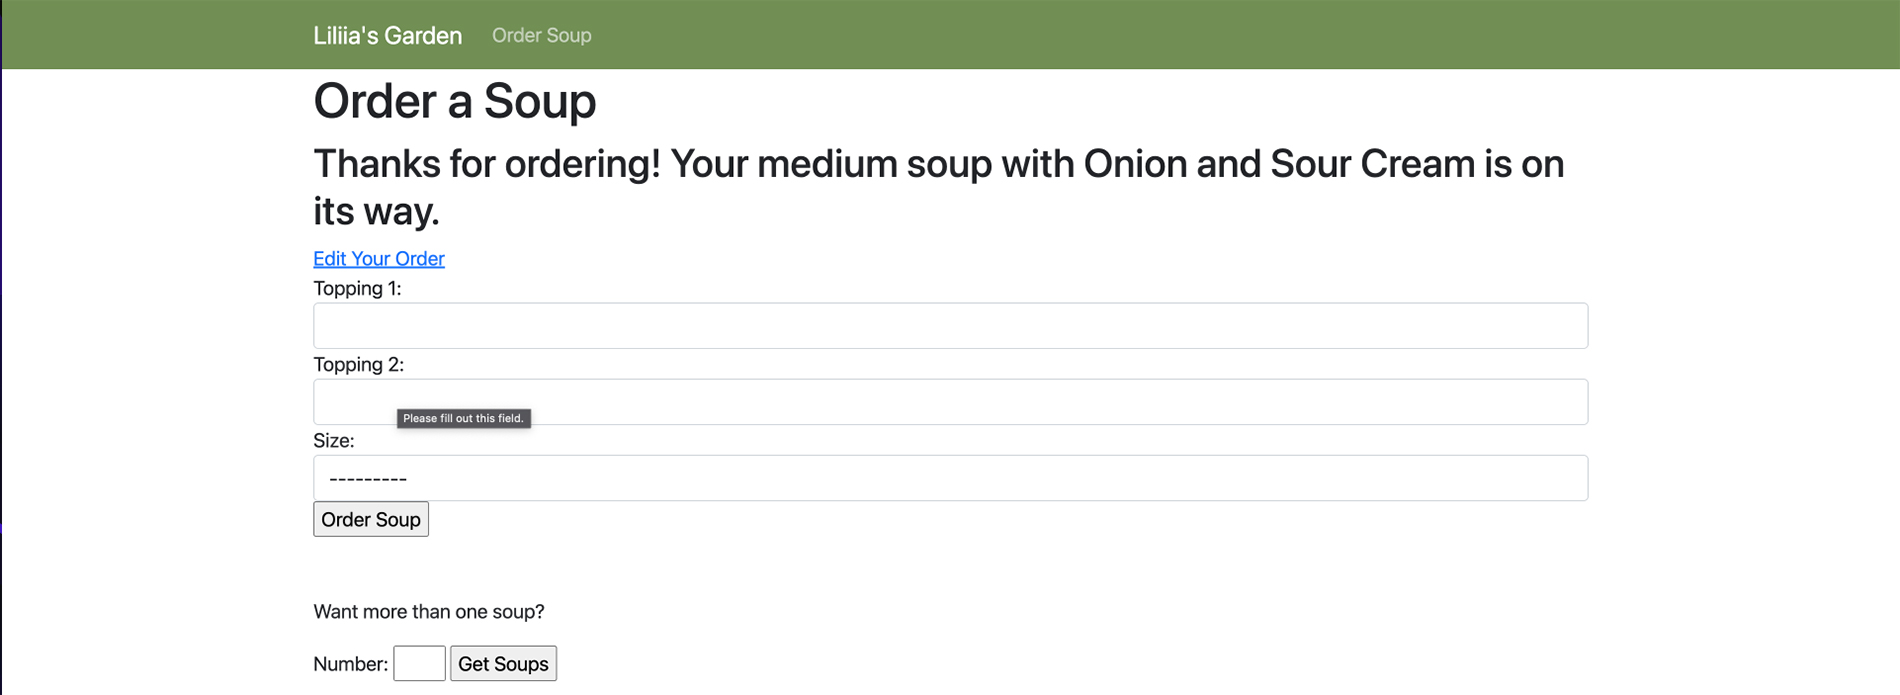 Liliia's Garden Order Soup
Order a Soup
Thanks for ordering! Your medium soup with Onion and Sour Cream is on
its way.
Edit Your Order
Topping 1:
Topping 2:
Please fill out this field.
Size:
---------
Order Soup
Want more than one soup?
Number: Get Soups